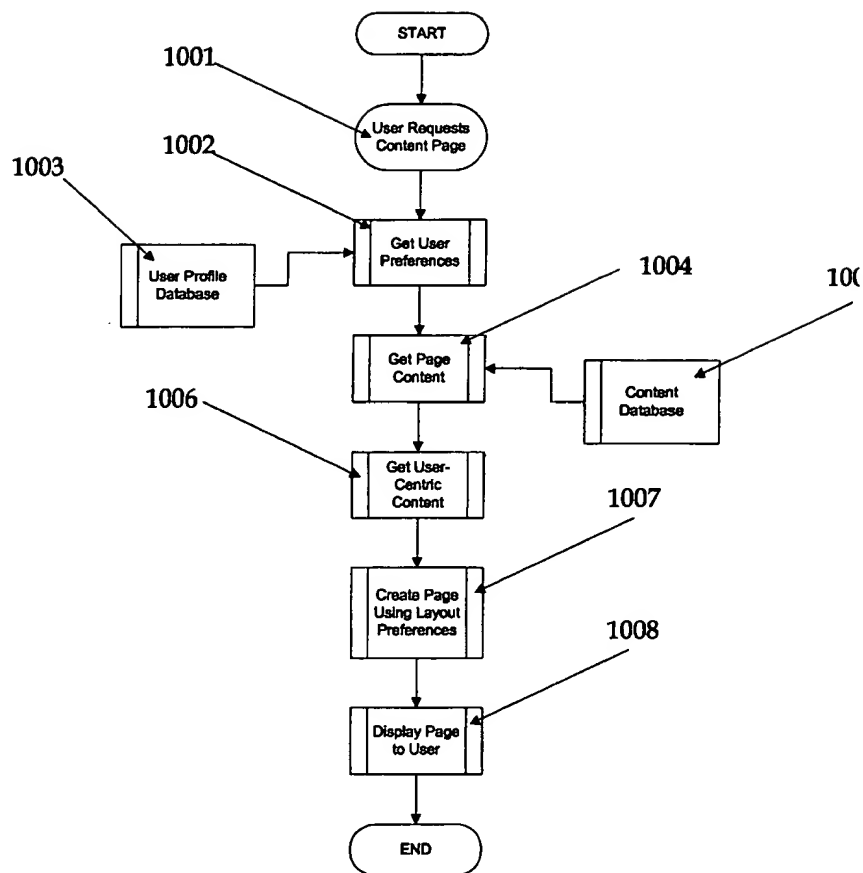 START
1001
User Requests
Content Page
1002
1003
Get User
Preferences
User Profile
Database
1004
Get Page
Content
Content
Database
1006
Get User-
Centric
Content
1007
Create Page
Using Layout
Preferences
1008
Display Page
to User
END